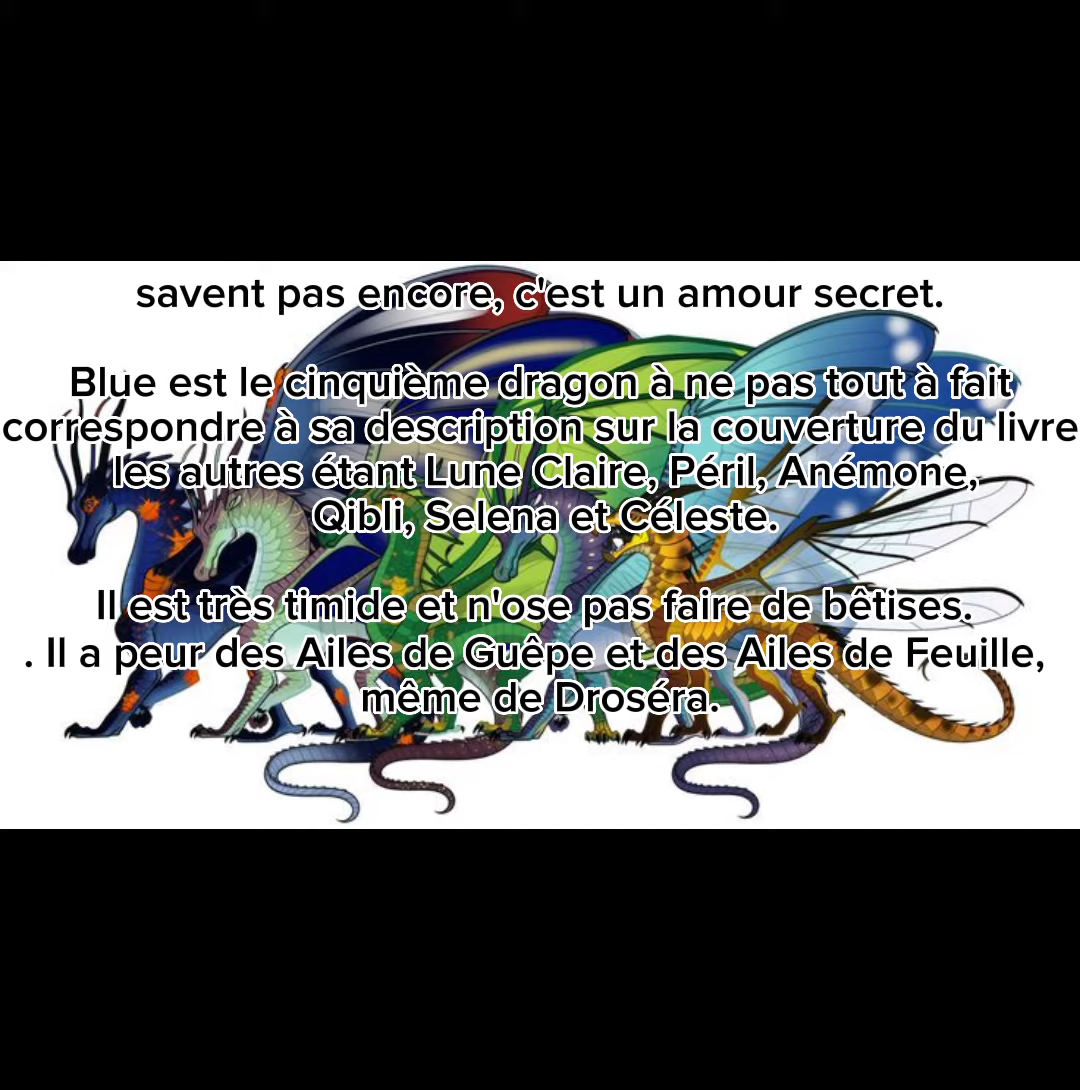 savent pas encore, c'est un amour secret.
Blue est le cinquième dragon à ne pas tout à fait
correspondre à sa description sur la couverture du livre
les autres étant Lune Claire, Péril, Anémone,
Qibli, Selena et Céleste.
Il est très timide et n'ose pas faire de bêtises.
. Il a peur des Ailes de Guêpe et des Ailes de Feuille,
même de Droséra.